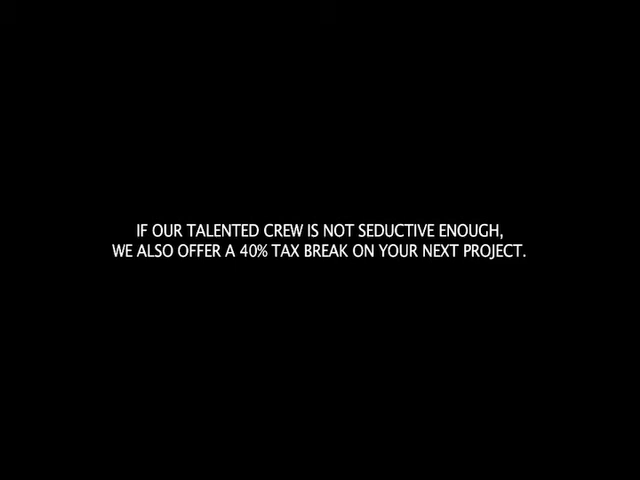 IF OUR TALENTED CREW IS NOT SEDUCTIVE ENOUGH,
WE ALSO OFFER A 40% TAX BREAK ON YOUR NEXT PROJECT.